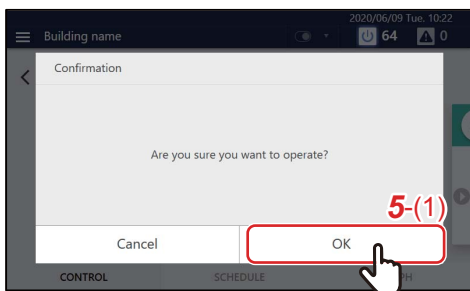 2020/06/09 Tue. 10:22
Building name
64
0
Confirmation
Are you sure you want to operate?
5-(1)
Cancel
OK
CONTROL
SCHEDULE
PH